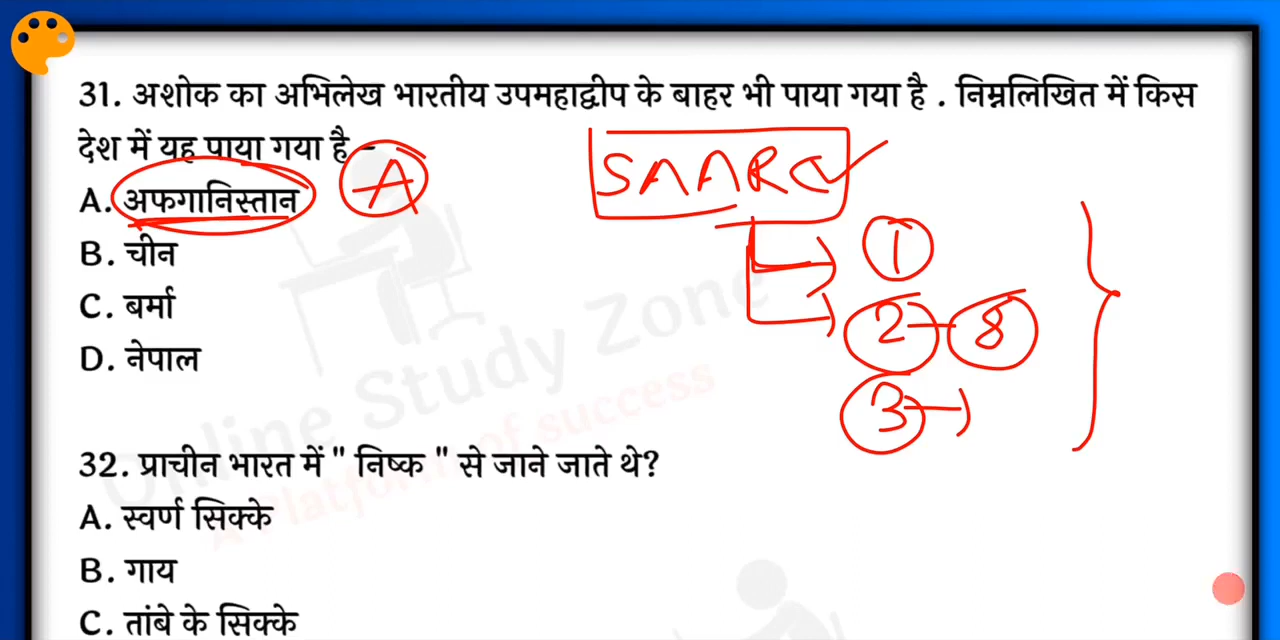 31. अशोक का अभिलेख भारतीय उपमहाद्वीप के बाहर भी पाया गया है . निम्नलिखित में किस
देश में यह पाया गया है -
A. अफगानिस्तान
A
SAARC
B. चीन
1
C. बर्मा
2 - 8
D. नेपाल
3
Online Study Zone
A Platform of success
32. प्राचीन भारत में " निष्क " से जाने जाते थे?
A. स्वर्ण सिक्के
B. गाय
C. तांबे के सिक्के